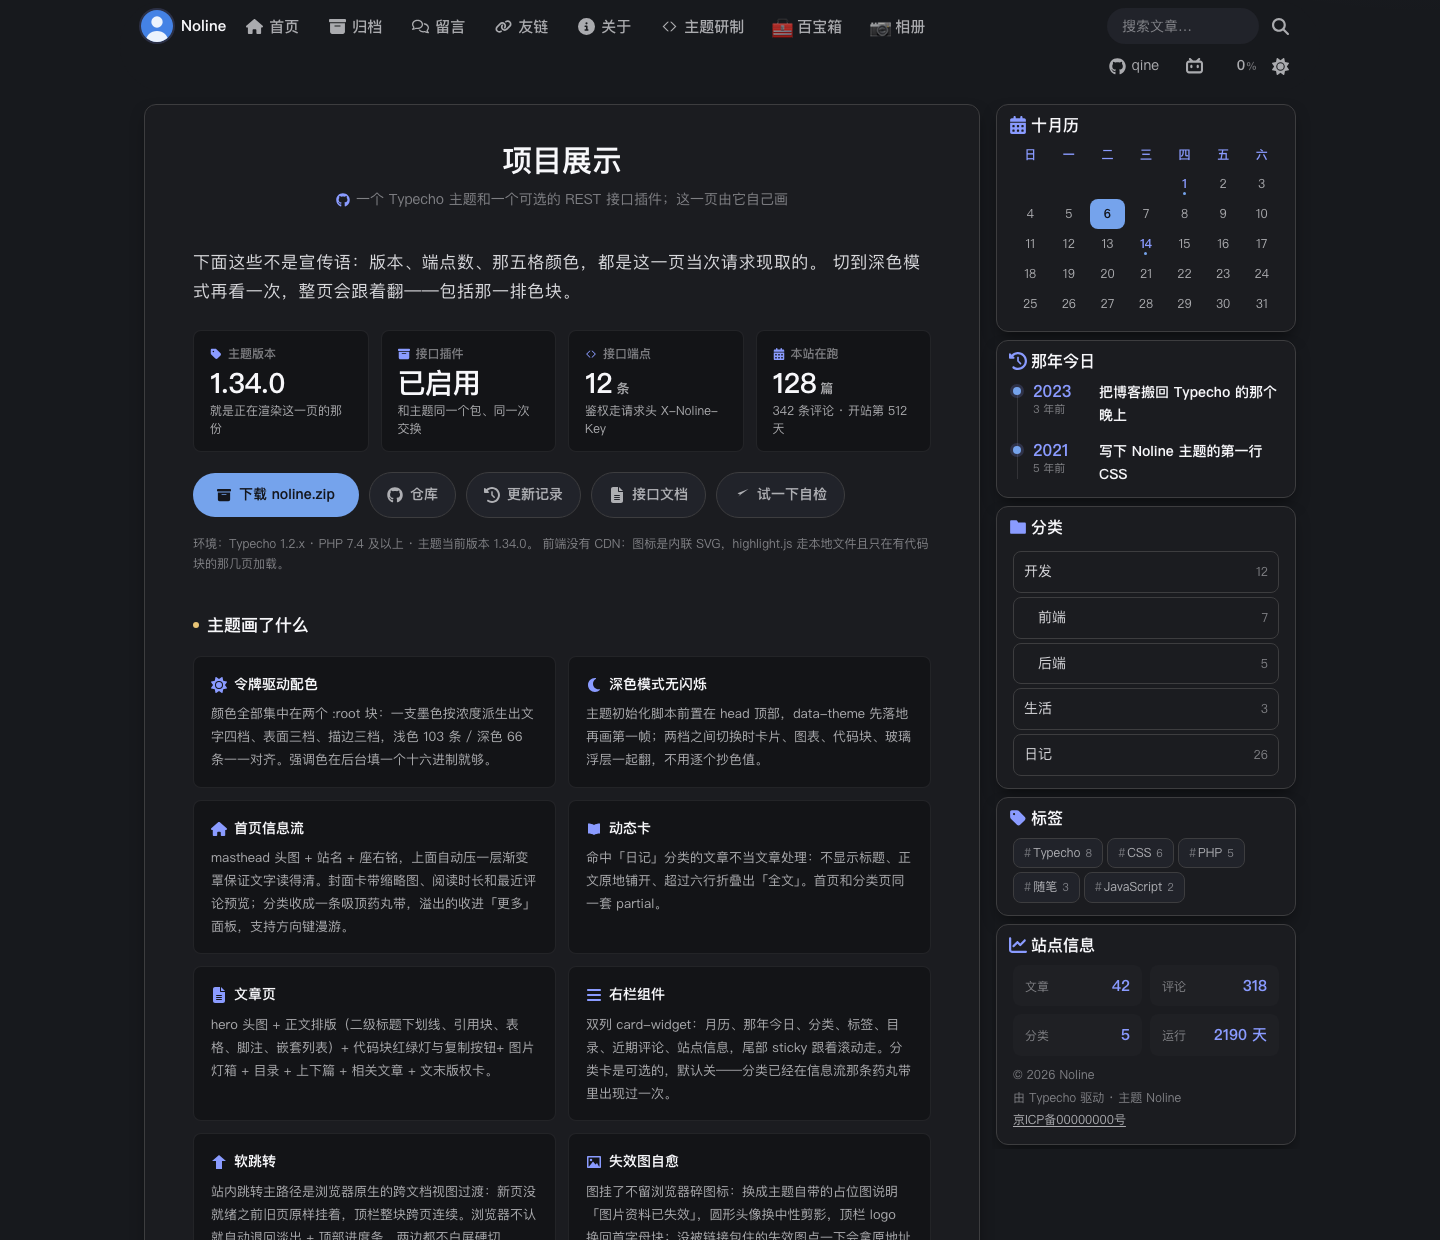 Noline 首页 归档 留言 友链 关于 主题研制 百宝箱 相册 搜索文章…
qine 0%
项目展示
一个 Typecho 主题和一个可选的 REST 接口插件；这一页由它自己画
下面这些不是宣传语：版本、端点数、那五格颜色，都是这一页当次请求现取的。 切到深色模
式再看一次，整页会跟着翻——包括那一排色块。
主题版本
1.34.0
就是正在渲染这一页的那
份
接口插件
已启用
和主题同一个包、同一次
交换
接口端点
12 条
鉴权走请求头 X-Noline-
Key
本站在跑
128 篇
342 条评论 · 开站第 512
天
下载 noline.zip 仓库 更新记录 接口文档 试一下自检
环境：Typecho 1.2.x · PHP 7.4 及以上 · 主题当前版本 1.34.0。 前端没有 CDN：图标是内联 SVG，highlight.js 走本地文件且只在有代码
块的那几页加载。
主题画了什么
令牌驱动配色
颜色全部集中在两个 :root 块：一支墨色按浓度派生出文
字四档、表面三档、描边三档，浅色 103 条 / 深色 66
条一一对齐。强调色在后台填一个十六进制就够。
深色模式无闪烁
主题初始化脚本前置在 head 顶部，data-theme 先落地
再画第一帧；两档之间切换时卡片、图表、代码块、玻璃
浮层一起翻，不用逐个抄色值。
首页信息流
masthead 头图 + 站名 + 座右铭，上面自动压一层渐变
罩保证文字读得清。封面卡带缩略图、阅读时长和最近评
论预览；分类收成一条吸顶药丸带，溢出的收进「更多」
面板，支持方向键漫游。
动态卡
命中「日记」分类的文章不当文章处理：不显示标题、正
文原地铺开、超过六行折叠出「全文」。首页和分类页同
一套 partial。
文章页
hero 头图 + 正文排版（二级标题下划线、引用块、表
格、脚注、嵌套列表）+ 代码块红绿灯与复制按钮+ 图片
灯箱 + 目录 + 上下篇 + 相关文章 + 文末版权卡。
右栏组件
双列 card-widget：月历、那年今日、分类、标签、目
录、近期评论、站点信息，尾部 sticky 跟着滚动走。分
类卡是可选的，默认关——分类已经在信息流那条药丸带
里出现过一次。
软跳转
站内跳转主路径是浏览器原生的跨文档视图过渡：新页没
就绪之前旧页原样挂着，顶栏整块跨页连续。浏览器不认
就自动退回淡出 + 顶部进度条，两边都不白屏硬切
失效图自愈
图挂了不留浏览器碎图标：换成主题自带的占位图说明
「图片资料已失效」，圆形头像换中性剪影，顶栏 logo
换回首字母块；没被链接包住的失效图点一下会拿原地址
十月历
日 一 二 三 四 五 六
1 2 3
4 5 6 7 8 9 10
11 12 13 14 15 16 17
18 19 20 21 22 23 24
25 26 27 28 29 30 31
那年今日
2023 把博客搬回 Typecho 的那个
3 年前 晚上
2021 写下 Noline 主题的第一行
5 年前 CSS
分类
开发 12
前端 7
后端 5
生活 3
日记 26
标签
#Typecho 8 #CSS 6 #PHP 5
#随笔 3 #JavaScript 2
站点信息
文章 42 评论 318
分类 5 运行 2190 天
© 2026 Noline
由 Typecho 驱动 · 主题 Noline
京ICP备00000000号